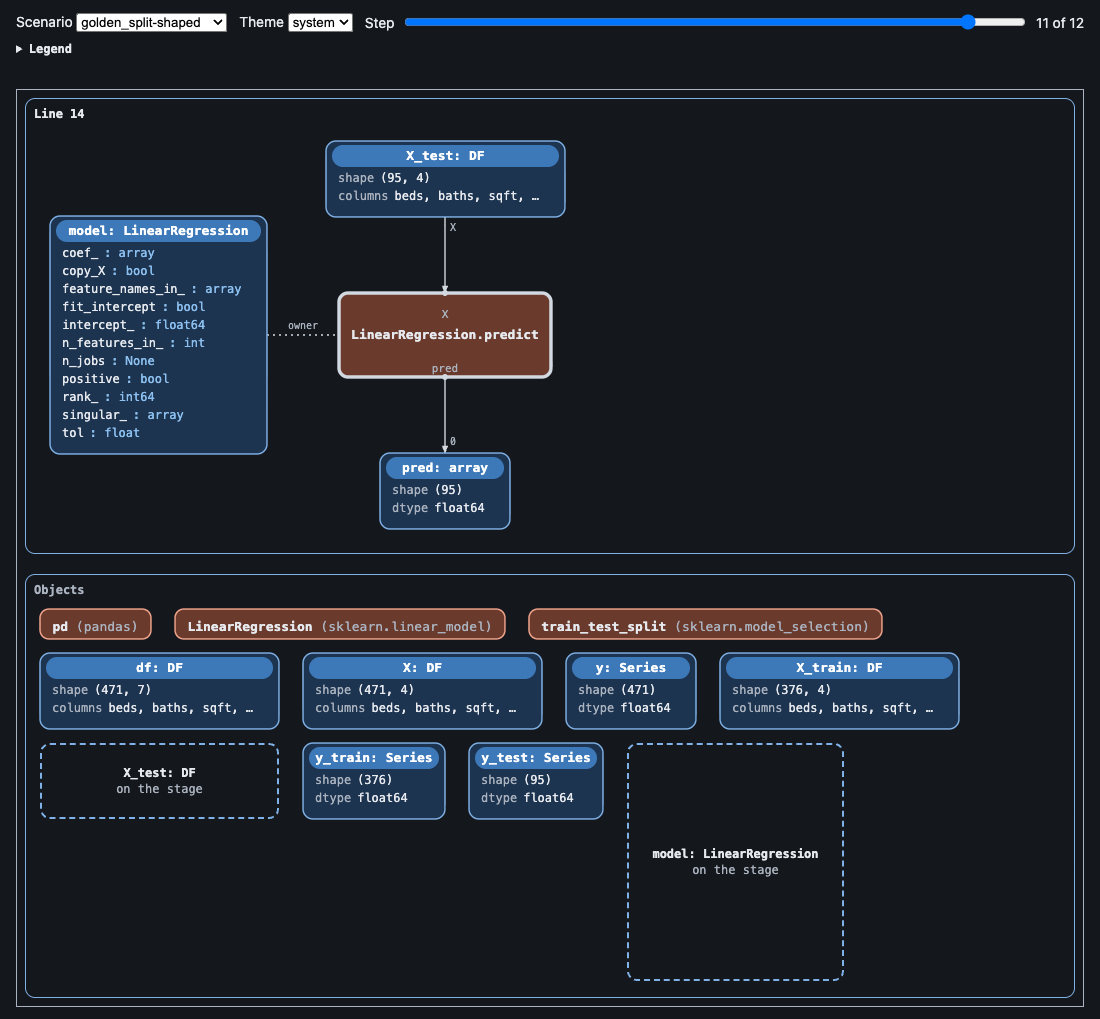 Scenario golden_split-shaped Theme system Step 11 of 12
Legend
Line 14
X_test: DF
shape (95, 4)
columns beds, baths, sqft, …
X
model: LinearRegression
coef_ : array
copy_X : bool
feature_names_in_ : array
fit_intercept : bool
intercept_ : float64
n_features_in_ : int
n_jobs : None
positive : bool
rank_ : int64
singular_ : array
tol : float
owner
X
LinearRegression.predict
pred
0
pred: array
shape (95)
dtype float64
Objects
pd (pandas)
LinearRegression (sklearn.linear_model)
train_test_split (sklearn.model_selection)
df: DF
shape (471, 7)
columns beds, baths, sqft, …
X: DF
shape (471, 4)
columns beds, baths, sqft, …
y: Series
shape (471)
dtype float64
X_train: DF
shape (376, 4)
columns beds, baths, sqft, …
X_test: DF
on the stage
y_train: Series
shape (376)
dtype float64
y_test: Series
shape (95)
dtype float64
model: LinearRegression
on the stage